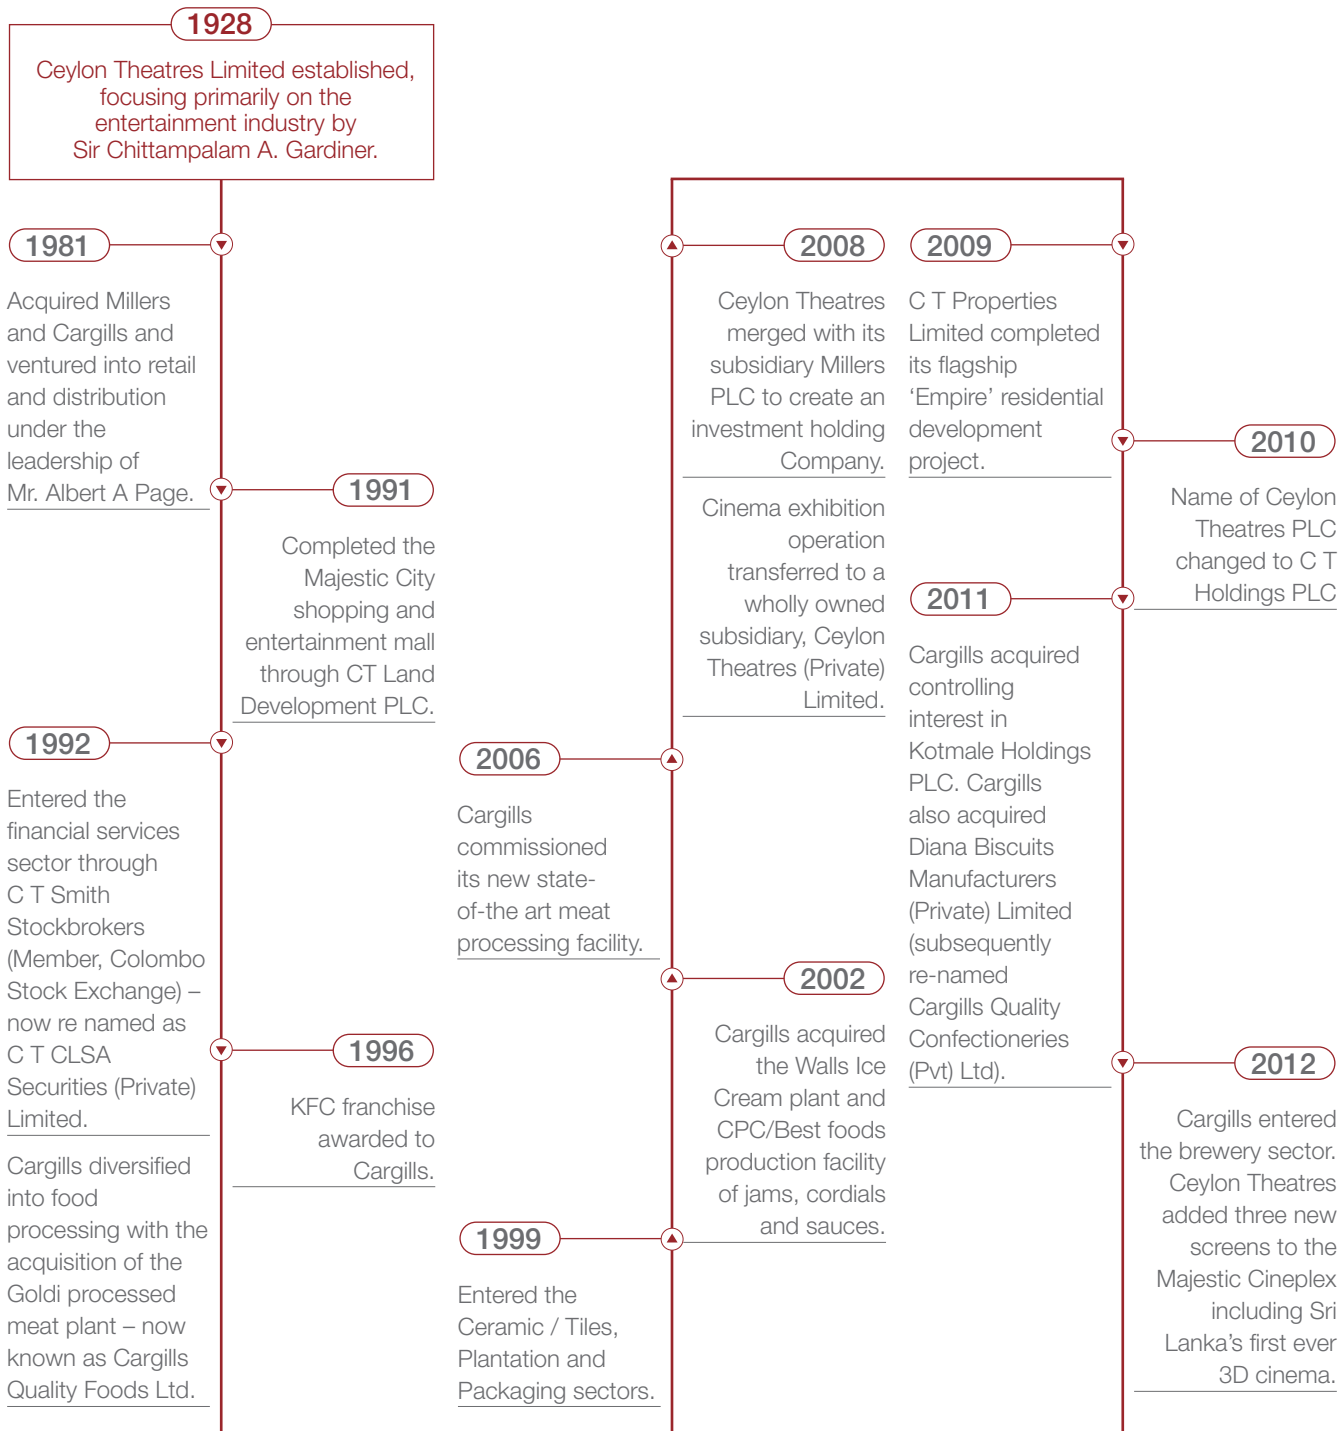 1928
Ceylon Theatres Limited established,
focusing primarily on the
entertainment industry by
Sir Chittampalam A. Gardiner.
1981
Acquired Millers
and Cargills and
ventured into retail
and distribution
under the
leadership of
Mr. Albert A Page.
1991
Completed the
Majestic City
shopping and
entertainment mall
through CT Land
Development PLC.
1992
Entered the
financial services
sector through
C T Smith
Stockbrokers
(Member, Colombo
Stock Exchange) –
now re named as
C T CLSA
Securities (Private)
Limited.
Cargills diversified
into food
processing with the
acquisition of the
Goldi processed
meat plant – now
known as Cargills
Quality Foods Ltd.
1996
KFC franchise
awarded to
Cargills.
1999
Entered the
Ceramic / Tiles,
Plantation and
Packaging sectors.
2002
Cargills acquired
the Walls Ice
Cream plant and
CPC/Best foods
production facility
of jams, cordials
and sauces.
2006
Cargills
commissioned
its new state-
of-the art meat
processing facility.
2008
Ceylon Theatres
merged with its
subsidiary Millers
PLC to create an
investment holding
Company.
Cinema exhibition
operation
transferred to a
wholly owned
subsidiary, Ceylon
Theatres (Private)
Limited.
2009
C T Properties
Limited completed
its flagship
‘Empire’ residential
development
project.
2010
Name of Ceylon
Theatres PLC
changed to C T
Holdings PLC
2011
Cargills acquired
controlling
interest in
Kotmale Holdings
PLC. Cargills
also acquired
Diana Biscuits
Manufacturers
(Private) Limited
(subsequently
re-named
Cargills Quality
Confectioneries
(Pvt) Ltd).
2012
Cargills entered
the brewery sector.
Ceylon Theatres
added three new
screens to the
Majestic Cineplex
including Sri
Lanka’s first ever
3D cinema.